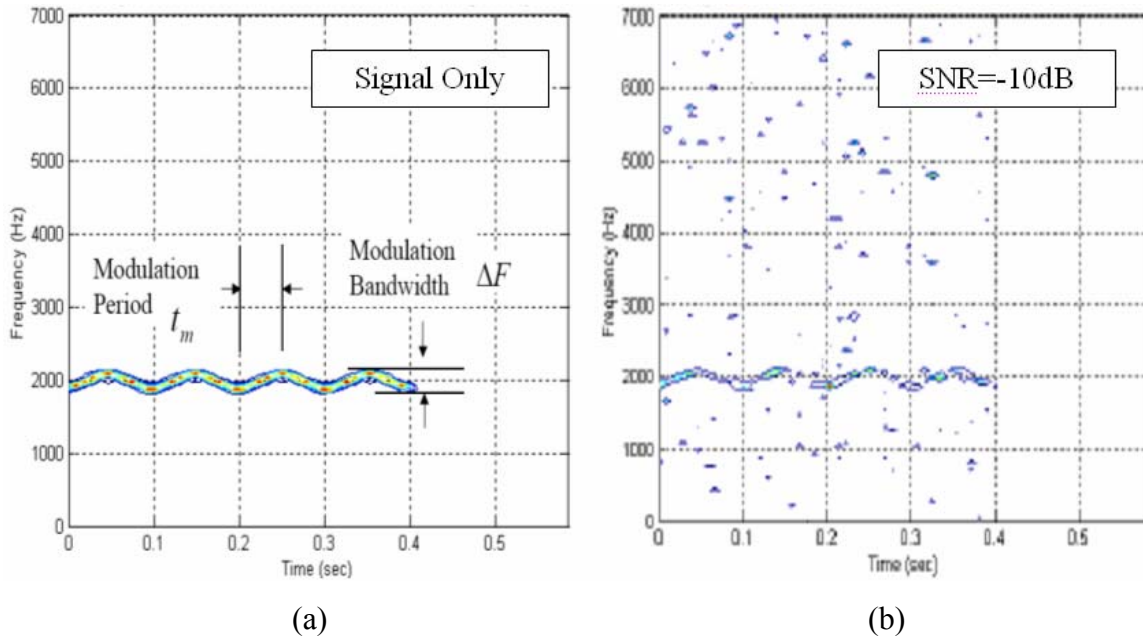 7000
6000
5000
4000
3000
2000
1000
0
Frequency (Hz)
Signal Only
Modulation
Period t_m
Modulation
Bandwidth ΔF
0 0.1 0.2 0.3 0.4 0.5
Time (sec)
(a)
7000
6000
5000
4000
3000
2000
1000
0
Frequency (Hz)
SNR=-10dB
0 0.1 0.2 0.3 0.4 0.5
Time (sec)
(b)